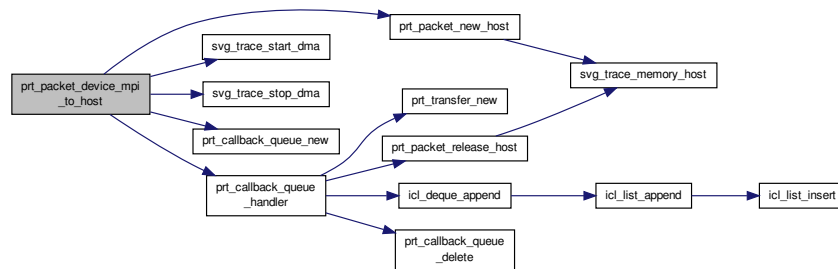 prt_packet_device_mpi
_to_host
prt_packet_new_host
svg_trace_start_dma
svg_trace_stop_dma
prt_callback_queue_new
prt_callback_queue
_handler
svg_trace_memory_host
prt_transfer_new
prt_packet_release_host
icl_deque_append
icl_list_append
icl_list_insert
prt_callback_queue
_delete